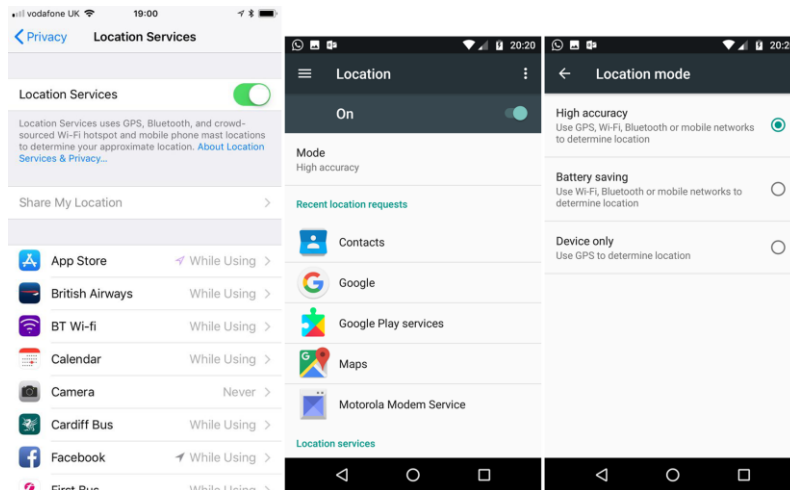 vodafone UK 19:00
Privacy Location Services
Location Services
Location Services uses GPS, Bluetooth, and crowd-
sourced Wi-Fi hotspot and mobile phone mast locations
to determine your approximate location. About Location
Services & Privacy...
Share My Location
App Store While Using
British Airways While Using
BT Wi-fi While Using
Calendar While Using
Camera Never
Cardiff Bus While Using
Facebook While Using
First Bus While Using
20:20
Location
On
Mode
High accuracy
Recent location requests
Contacts
Google
Google Play services
Maps
Motorola Modem Service
Location services
Location mode
High accuracy
Use GPS, Wi-Fi, Bluetooth or mobile networks
to determine location
Battery saving
Use Wi-Fi, Bluetooth or mobile networks to
determine location
Device only
Use GPS to determine location